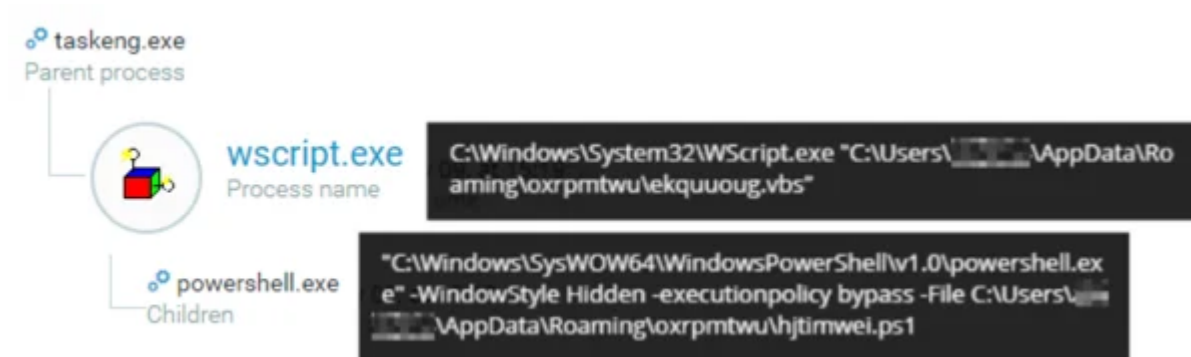 taskeng.exe
Parent process
wscript.exe
Process name
C:\Windows\System32\WScript.exe "C:\Users\ \AppData\Ro
aming\oxrpmtwu\ekquuoug.vbs"
powershell.exe
Children
"C:\Windows\SysWOW64\WindowsPowerShell\v1.0\powershell.ex
e" -WindowStyle Hidden -executionpolicy bypass -File C:\Users\
\AppData\Roaming\oxrpmtwu\hjtimwei.ps1